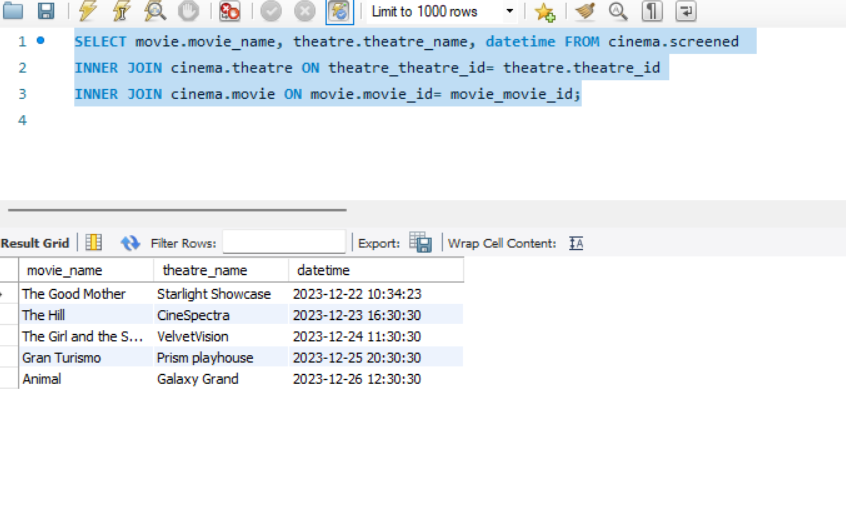 Limit to 1000 rows
1 SELECT movie.movie_name, theatre.theatre_name, datetime FROM cinema.screened
2 INNER JOIN cinema.theatre ON theatre_theatre_id= theatre.theatre_id
3 INNER JOIN cinema.movie ON movie.movie_id= movie_movie_id;
4
Result Grid Filter Rows: Export: Wrap Cell Content:
movie_name theatre_name datetime
The Good Mother Starlight Showcase 2023-12-22 10:34:23
The Hill CineSpectra 2023-12-23 16:30:30
The Girl and the S... VelvetVision 2023-12-24 11:30:30
Gran Turismo Prism playhouse 2023-12-25 20:30:30
Animal Galaxy Grand 2023-12-26 12:30:30